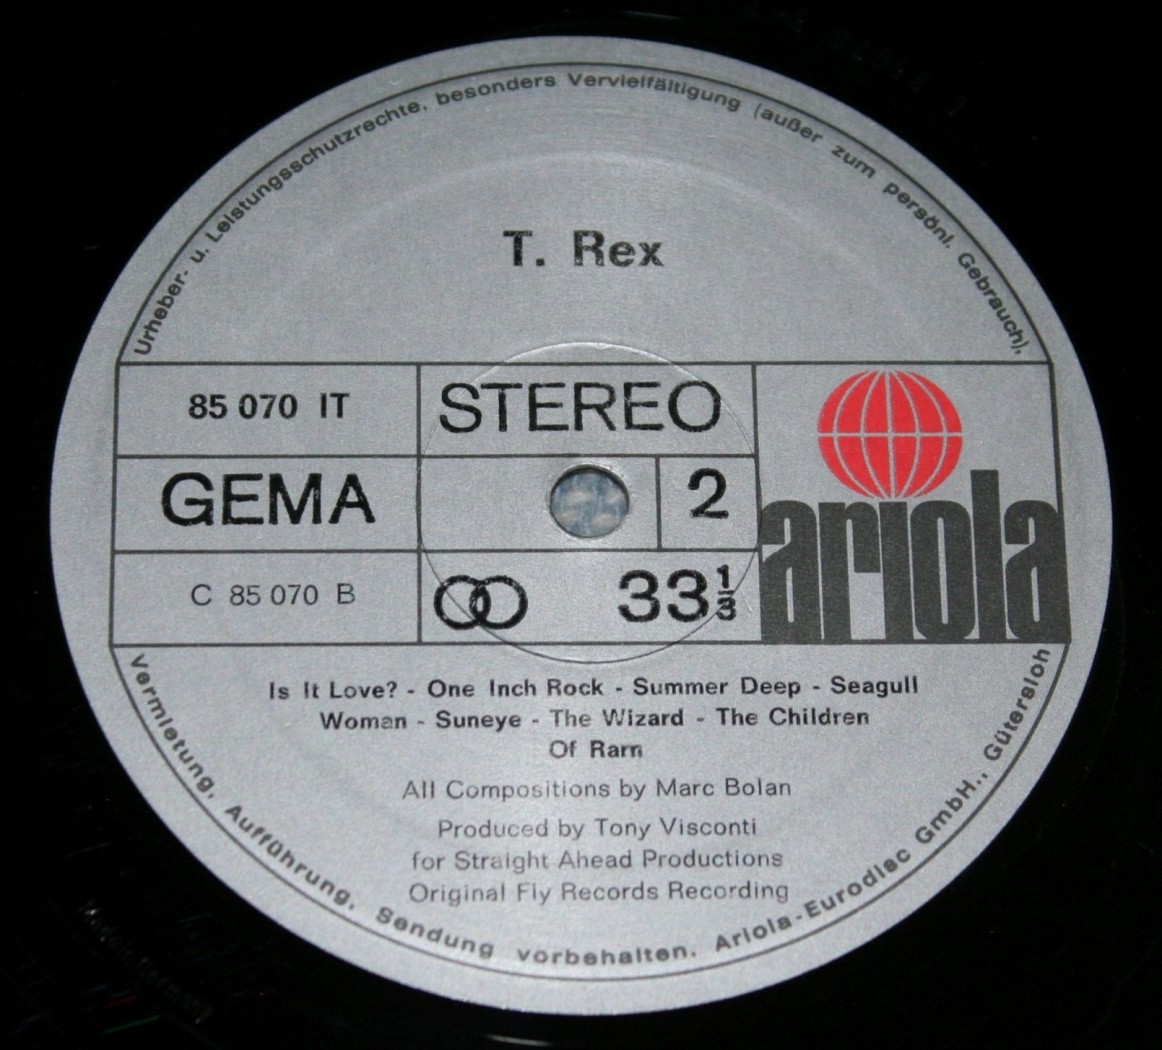 Urheber- u. Leistungsschutzrechte, besonders Vervielfältigung (außer zum persönl. Gebrauch),
T. Rex
85 070 IT
STEREO
GEMA
2
ariola
C 85 070 B
33 1/3
Is It Love? - One Inch Rock - Summer Deep - Seagull
Woman - Suneye - The Wizard - The Children
Of Rarn
All Compositions by Marc Bolan
Produced by Tony Visconti
for Straight Ahead Productions
Original Fly Records Recording
Vermietung, Aufführung, Sendung vorbehalten. Ariola-Eurodisc GmbH., Gütersloh